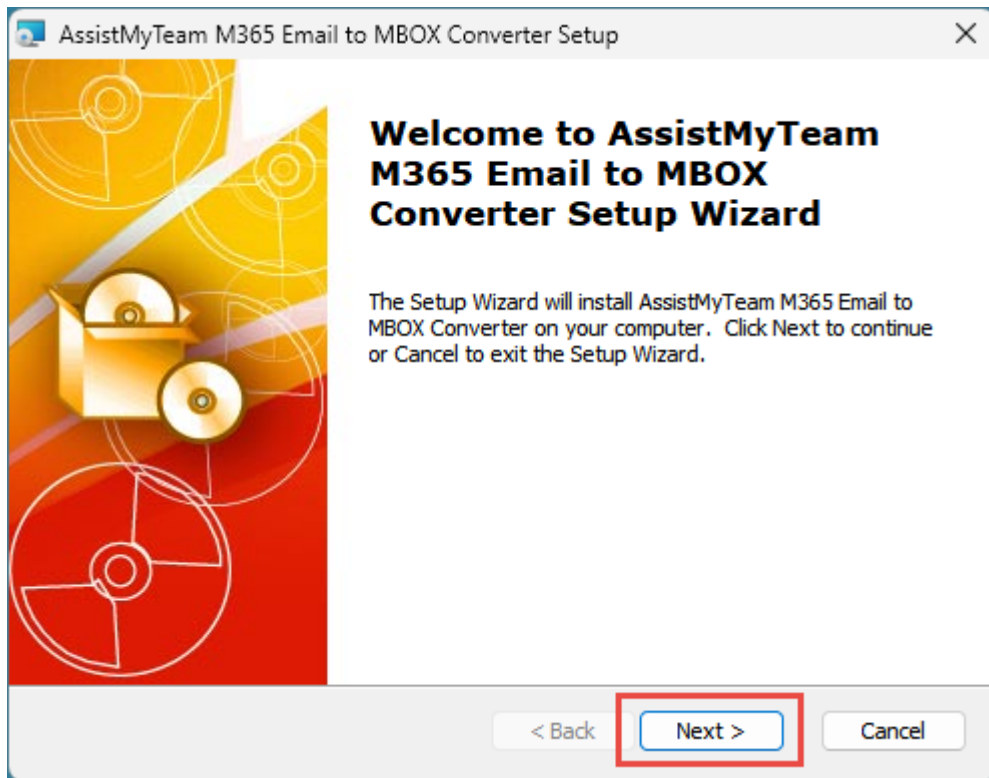 AssistMyTeam M365 Email to MBOX Converter Setup
Welcome to AssistMyTeam
M365 Email to MBOX
Converter Setup Wizard
The Setup Wizard will install AssistMyTeam M365 Email to
MBOX Converter on your computer.  Click Next to continue
or Cancel to exit the Setup Wizard.
< Back
Next >
Cancel